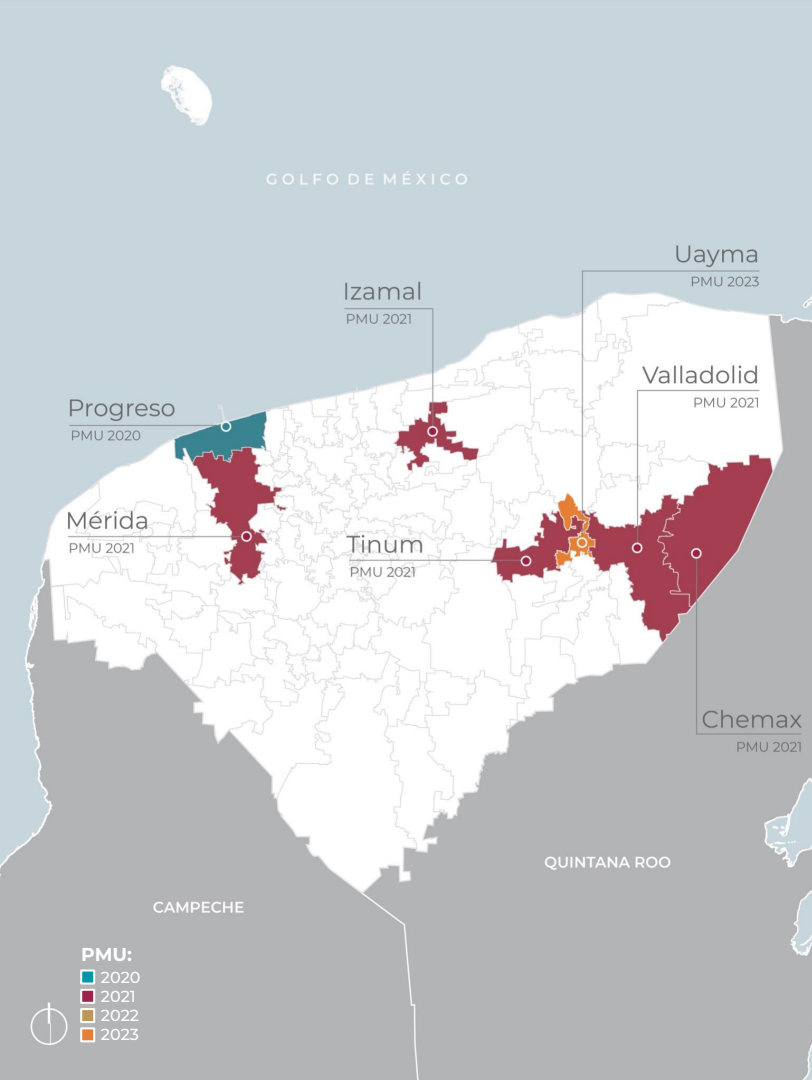 GOLFO DE MÉXICO
Uayma
PMU 2023
Izamal
PMU 2021
Valladolid
PMU 2021
Progreso
PMU 2020
Mérida
PMU 2021
Tinum
PMU 2021
Chemax
PMU 2021
QUINTANA ROO
CAMPECHE
PMU:
2020
2021
2022
2023